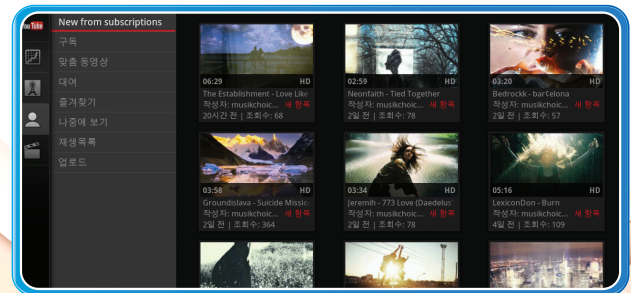 You Tube
New from subscriptions
구독
맞춤 동영상
대여
즐겨찾기
나중에 보기
재생목록
업로드
06:29 HD
The Establishment - Love Like
작성자: musikchoic... 새 항목
20시간 전 | 조회수: 68
02:59 HD
Neonfaith - Tied Together
작성자: musikchoic... 새 항목
2일 전 | 조회수: 78
03:20 HD
Bedrockk - barCelona
작성자: musikchoic... 새 항목
2일 전 | 조회수: 57
03:58 HD
Groundislava - Suicide Missio
작성자: musikchoic... 새 항목
2일 전 | 조회수: 364
03:34 HD
Jeremih - 773 Love (Daedelus'
작성자: musikchoic... 새 항목
2일 전 | 조회수: 78
05:16 HD
LexiconDon - Burn
작성자: musikchoic... 새 항목
4일 전 | 조회수: 109